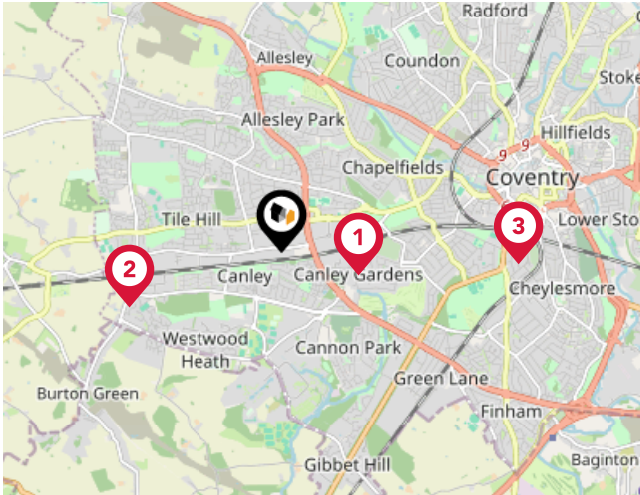 Radford
Allesley
Coundon
Stoke
Allesley Park
Hillfields
9
9
Chapelfields
Coventry
Tile Hill
Lower Sto
1
3
2
Canley
Canley Gardens
Cheylesmore
Westwood
Heath
Cannon Park
Green Lane
Burton Green
Finham
Gibbet Hill
Baginton